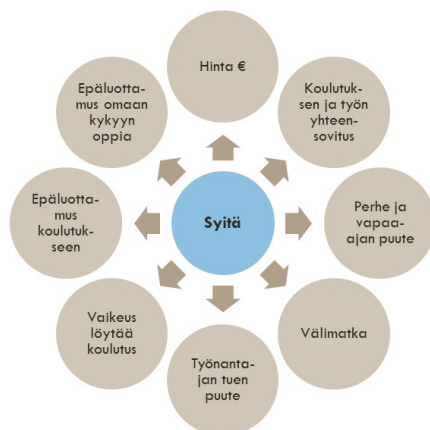 Hinta €
Koulutuk-
sen ja työn
yhteen-
sovitus
Perhe ja
vapaa-
ajan puute
Välimatka
Työnanta-
jan tuen
puute
Vaikeus
löytää
koulutus
Epäluotta-
mus
koulutuk-
seen
Epäluotta-
mus omaan
kykyyn
oppia
Syitä